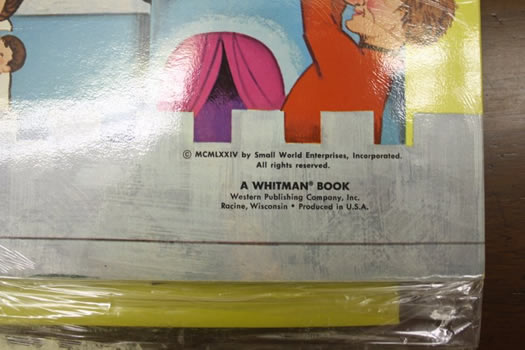 © MCMLXXIV by Small World Enterprises, Incorporated.
All rights reserved.
A WHITMAN® BOOK
Western Publishing Company, Inc.
Racine, Wisconsin • Produced in U.S.A.